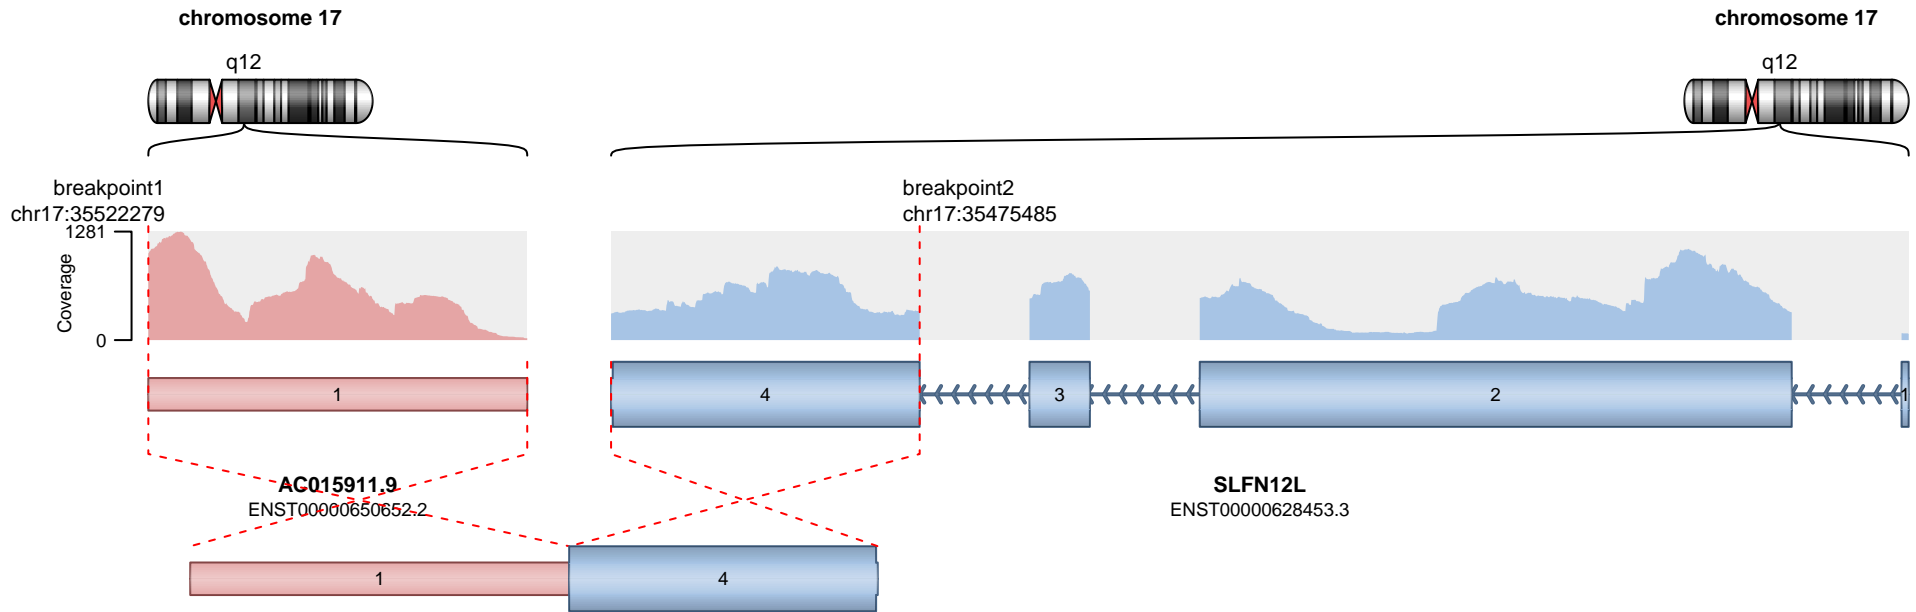 chromosome 17
chromosome 17
q12
q12
breakpoint1
chr17:35522279
breakpoint2
chr17:35475485
1281
Coverage
0
1
4
3
2
1
AC015911.9
ENST00000650652.2
SLFN12L
ENST00000628453.3
1
4